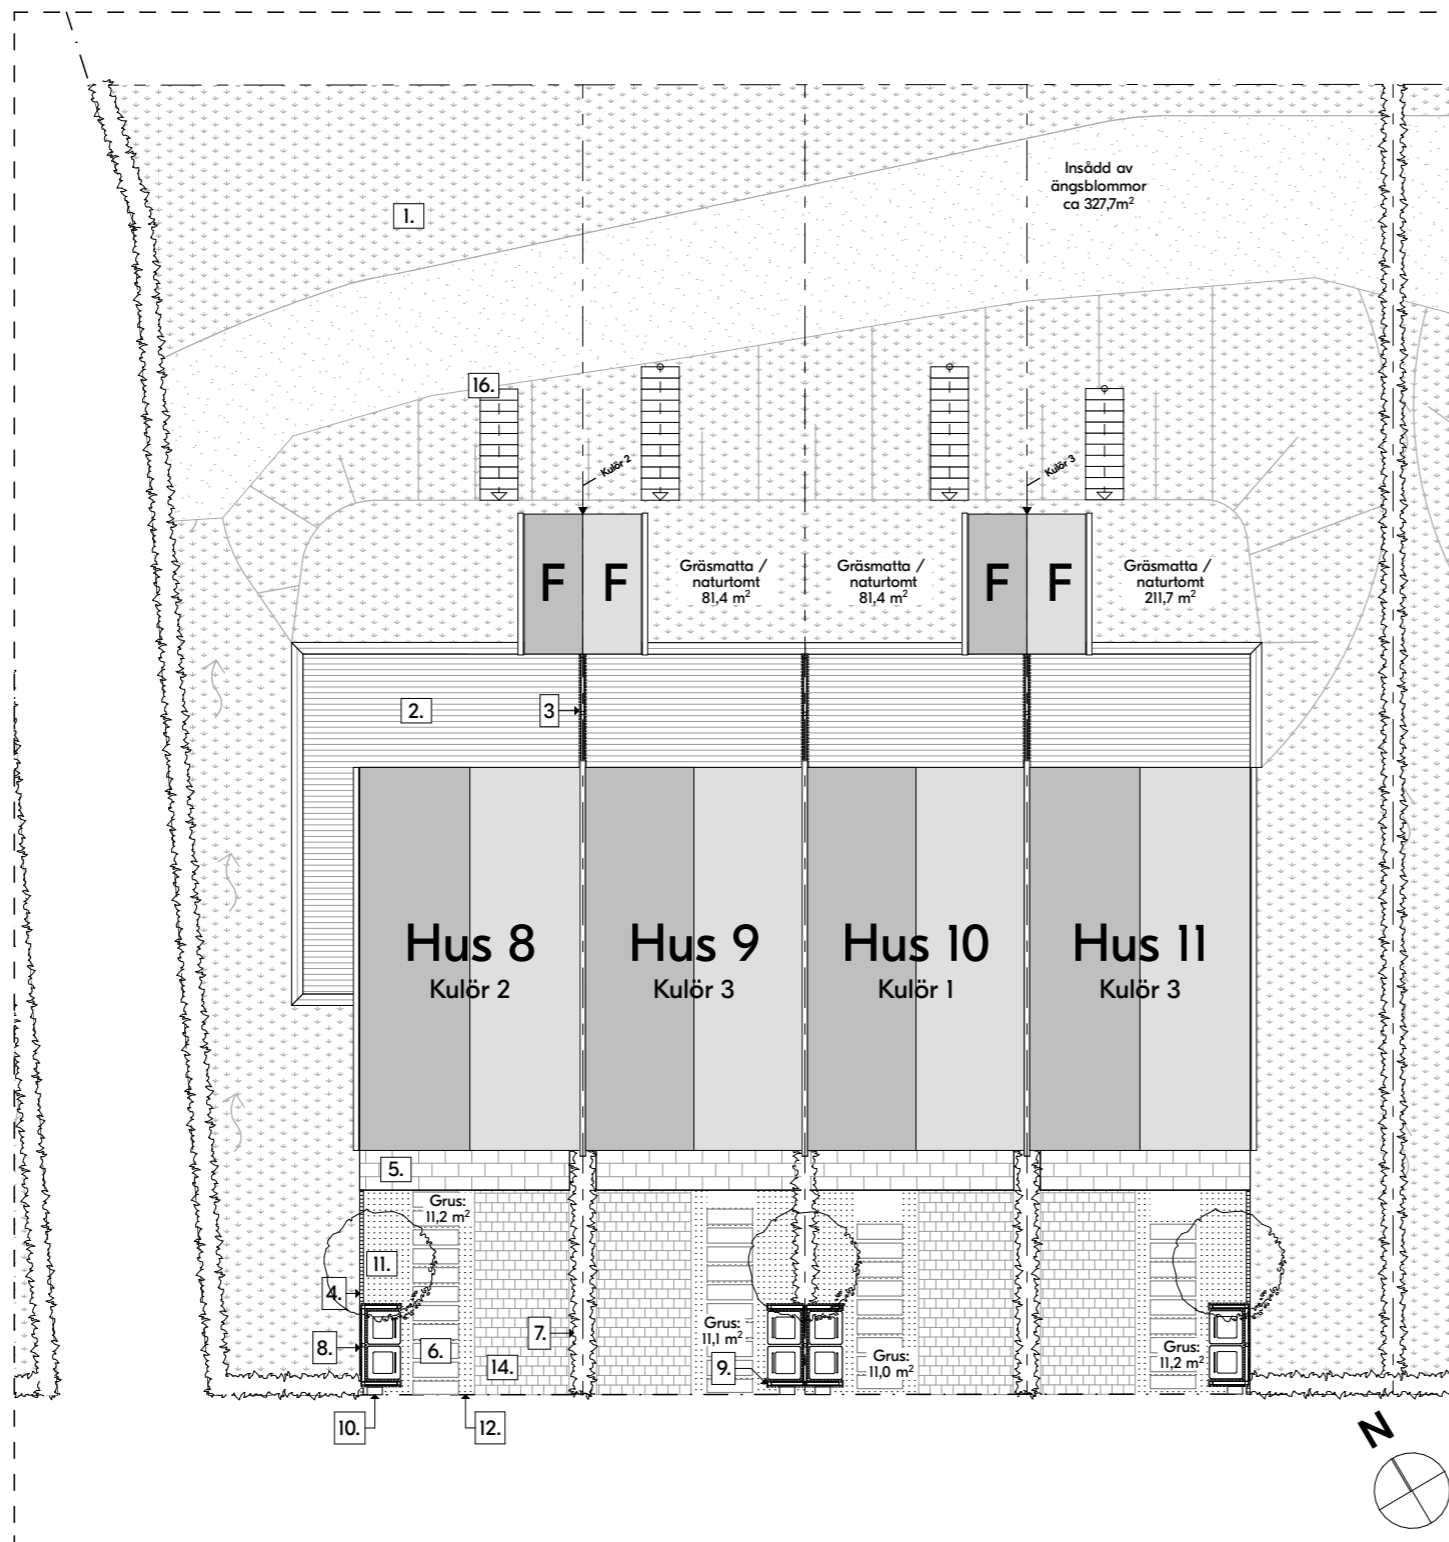 Insådd av
ängsblommor
ca 327,7m²
1.
16.
Kulör 2
Kulör 3
F
F
Gräsmatta /
naturtomt
81,4 m²
Gräsmatta /
naturtomt
81,4 m²
F
F
Gräsmatta /
naturtomt
211,7 m²
2.
3
Hus 8
Kulör 2
Hus 9
Kulör 3
Hus 10
Kulör 1
Hus 11
Kulör 3
5.
Grus:
11,2 m²
11.
4.
8.
6.
14.
7.
Grus:
11,1 m²
9.
Grus:
11,0 m²
Grus:
11,2 m²
10.
12.
N